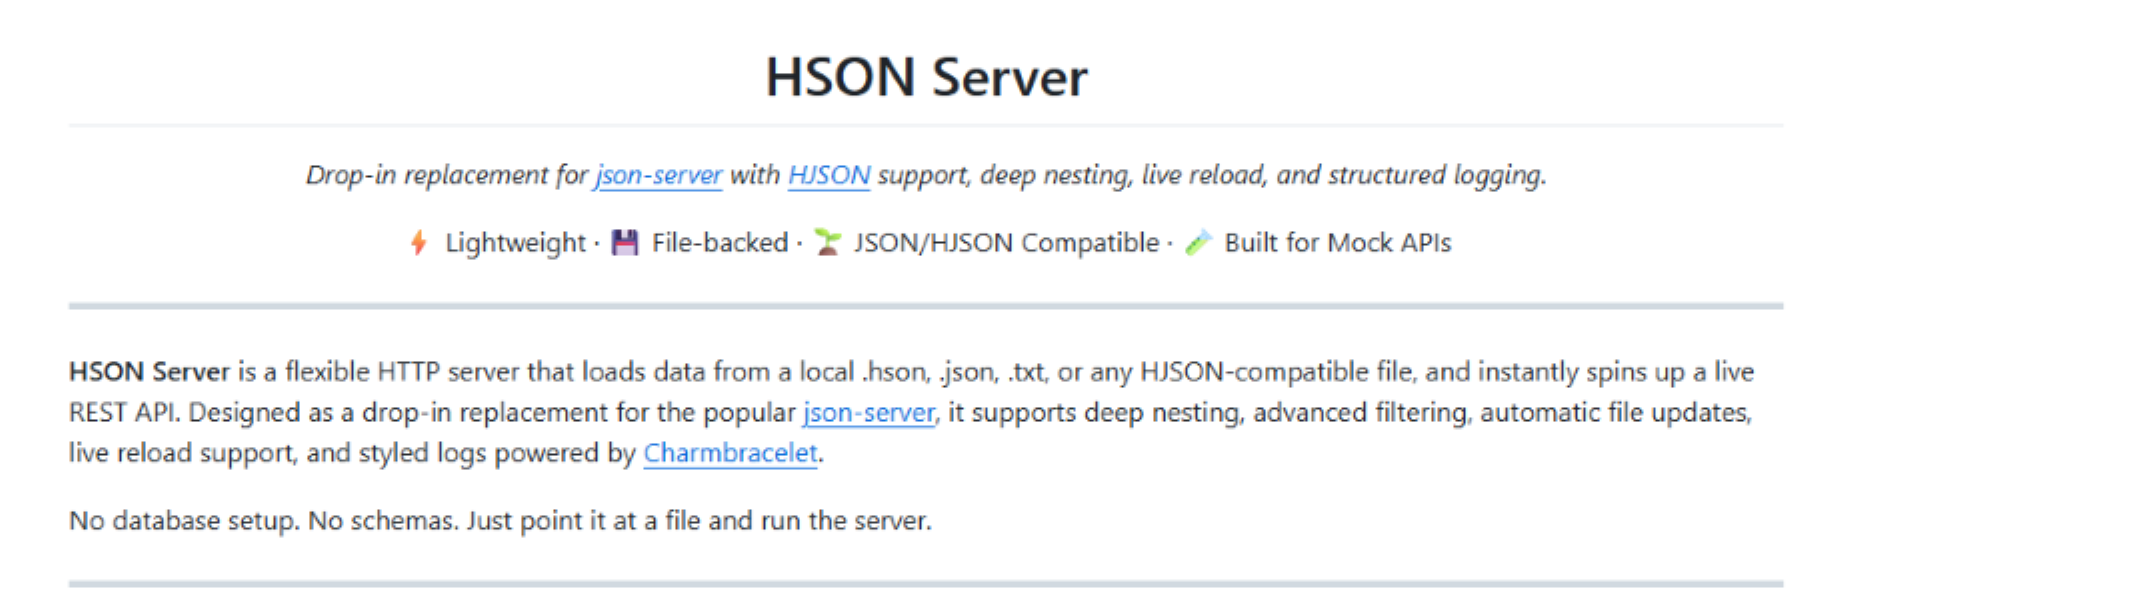 HSON Server
Drop-in replacement for json-server with HJSON support, deep nesting, live reload, and structured logging.
⚡ Lightweight · 💾 File-backed · 🌱 JSON/HJSON Compatible · 🧪 Built for Mock APIs
HSON Server is a flexible HTTP server that loads data from a local .hson, .json, .txt, or any HJSON-compatible file, and instantly spins up a live
REST API. Designed as a drop-in replacement for the popular json-server, it supports deep nesting, advanced filtering, automatic file updates,
live reload support, and styled logs powered by Charmbracelet.
No database setup. No schemas. Just point it at a file and run the server.